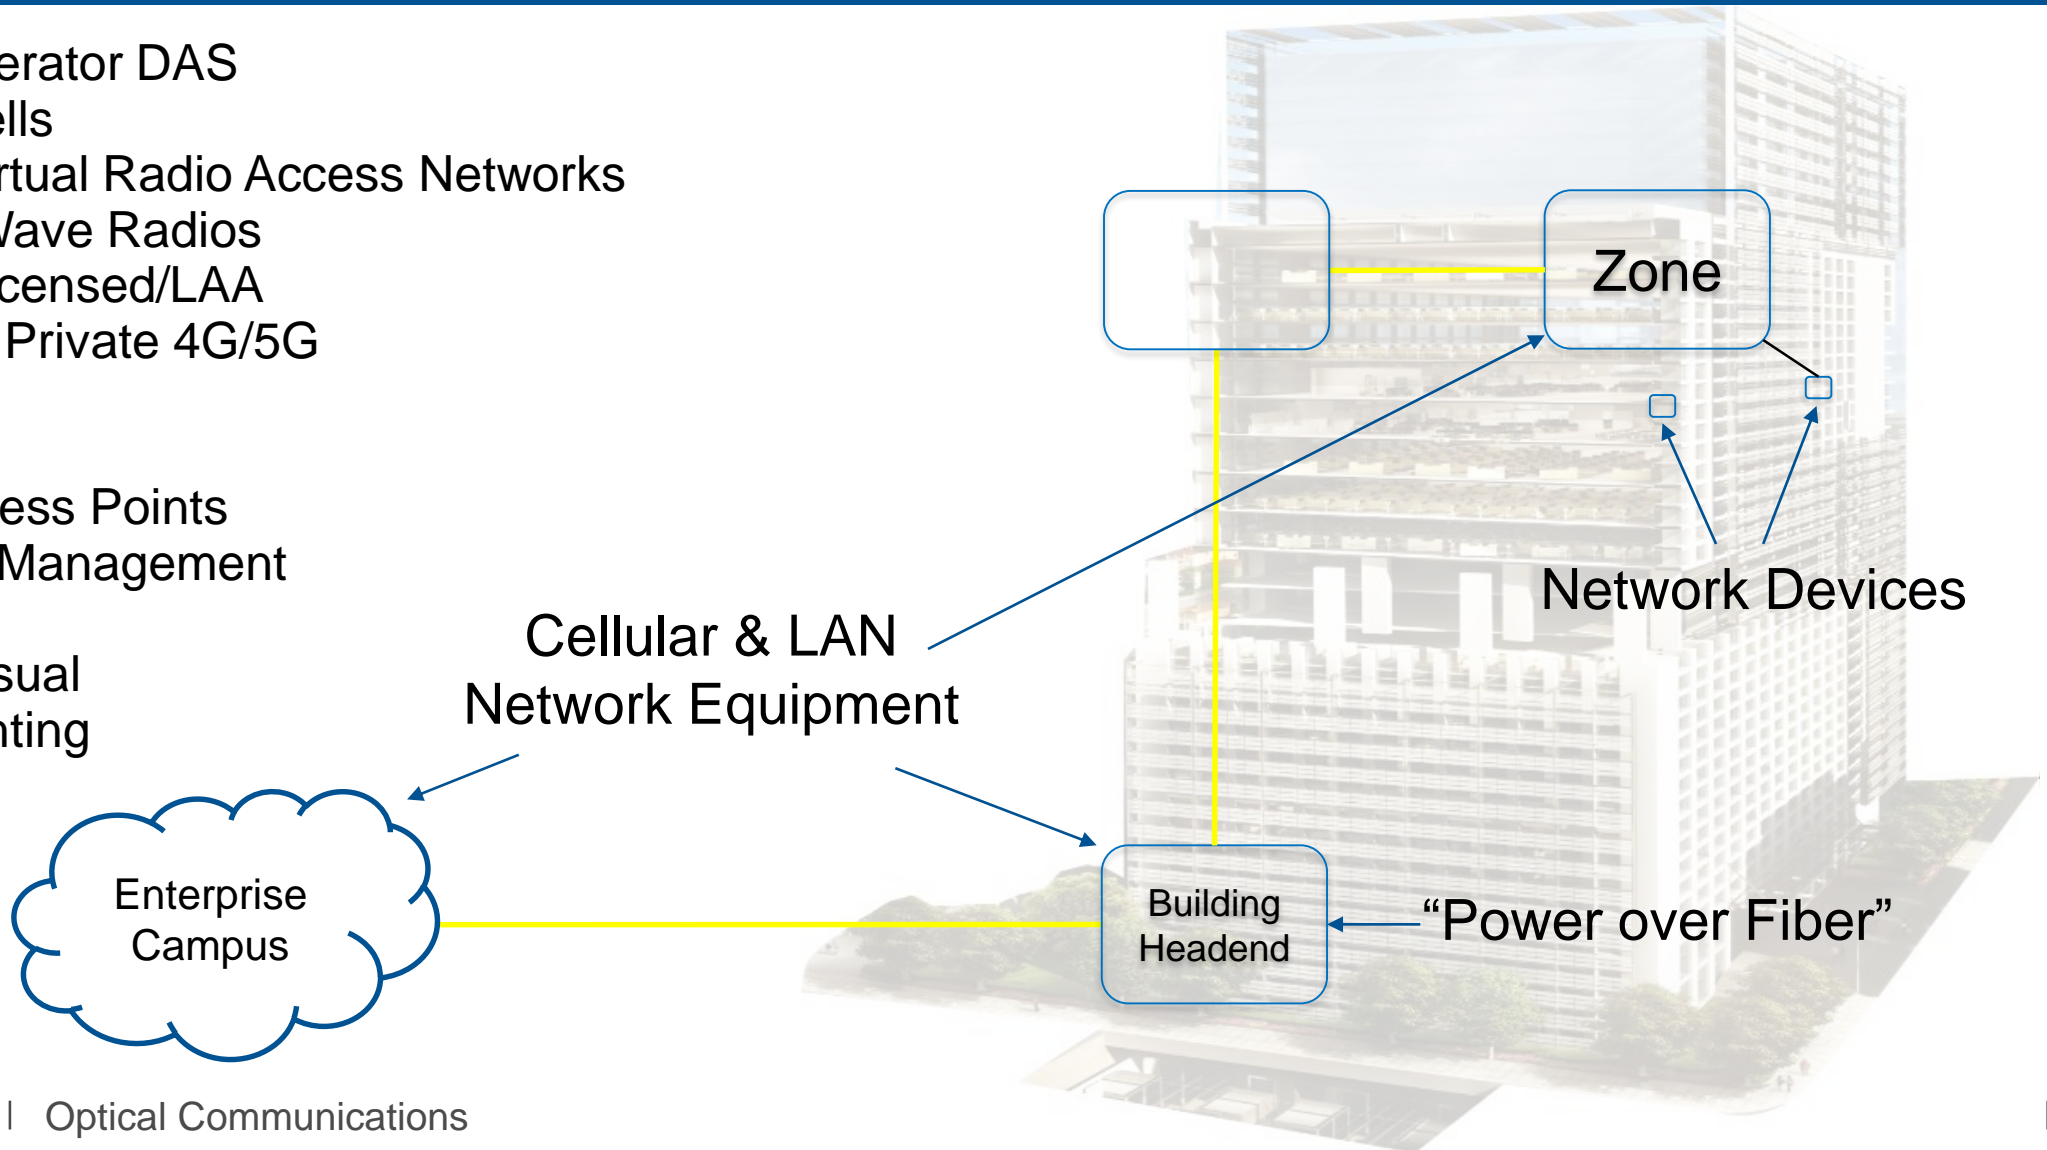 erator DAS
ells
rtual Radio Access Networks
Wave Radios
censed/LAA
Private 4G/5G
ess Points
Management
sual
nting
Zone
Network Devices
Cellular & LAN
Network Equipment
Enterprise
Campus
Building
Headend
“Power over Fiber”
| Optical Communications